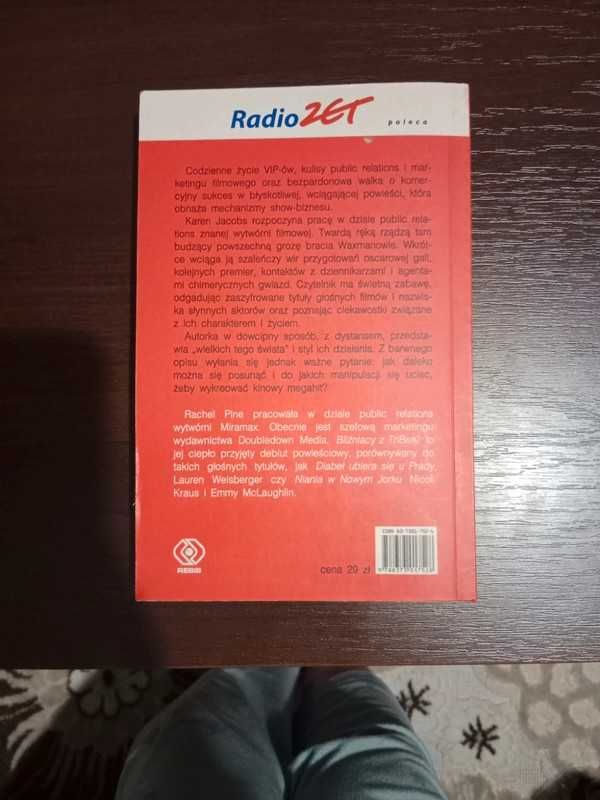 Radio ZET
poleca
Codzienne życie VIP-ów, kulisy public relations i mar-
ketingu filmowego oraz bezpardonowa walka o komer-
cyjny sukces w błyskotliwej, wciągającej powieści, która
obnaża mechanizmy show-biznesu.
Karen Jacobs rozpoczyna pracę w dziale public rela-
tions znanej wytwórni filmowej. Twardą ręką rządzą tam
budzący powszechną grozę bracia Waxmanowie. Wkrót-
ce wciąga ją szaleńczy wir przygotowań oscarowej gali,
kolejnych premier, kontaktów z dziennikarzami i agenta-
mi chimerycznych gwiazd. Czytelnik ma świetną zabawę,
odgadując zaszyfrowane tytuły głośnych filmów i nazwis-
ka słynnych aktorów oraz poznając ciekawostki związane
z ich charakterem i życiem.
Autorka w dowcipny sposób, z dystansem, przedsta-
wia „wielkich tego świata" i styl ich działania. Z barwnego
opisu wyłania się jednak ważne pytanie: jak daleko
można się posunąć i do jakich manipulacji się uciec,
żeby wykreować kinowy megahit?
Rachel Pine pracowała w dziale public relations
wytwórni Miramax. Obecnie jest szefową marketingu
wydawnictwa Doubledown Media. Bliźniacy z TriBeKi to
jej ciepło przyjęty debiut powieściowy, porównywany do
takich głośnych tytułów, jak Diabeł ubiera się u Prady
Lauren Weisberger czy Niania w Nowym Jorku Nicoli
Kraus i Emmy McLaughlin.
REBIS
cena 29 zł